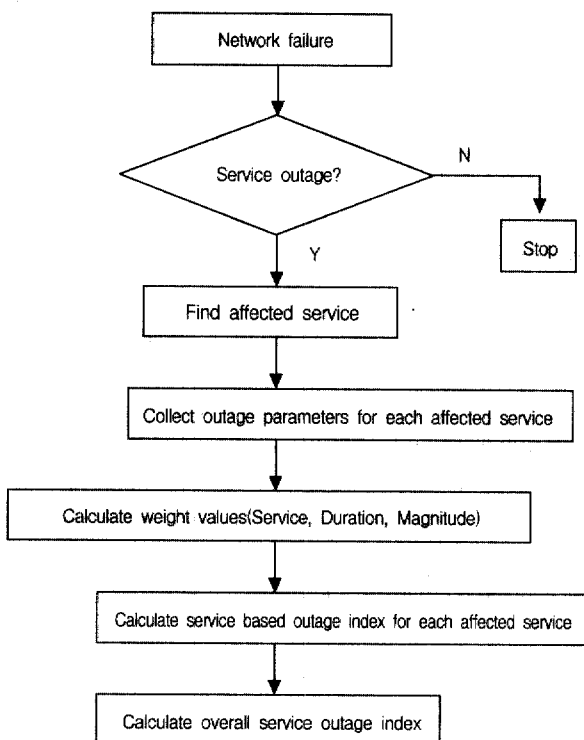 Network failure
Service outage?
N
Stop
Y
Find affected service
Collect outage parameters for each affected service
Calculate weight values(Service, Duration, Magnitude)
Calculate service based outage index for each affected service
Calculate overall service outage index